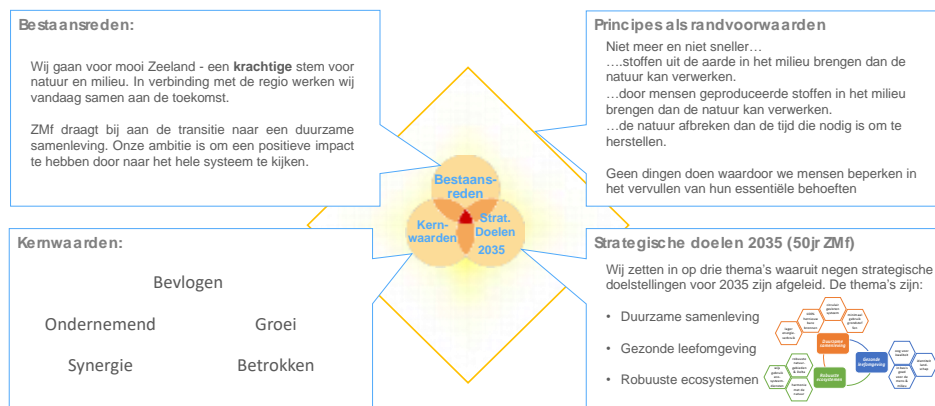 Bestaansreden:
Wij gaan voor mooi Zeeland - een krachtige stem voor
natuur en milieu. In verbinding met de regio werken wij
vandaag samen aan de toekomst.
ZMf draagt bij aan de transitie naar een duurzame
samenleving. Onze ambitie is om een positieve impact
te hebben door naar het hele systeem te kijken.
Principes als randvoorwaarden
Niet meer en niet sneller…
….stoffen uit de aarde in het milieu brengen dan de
natuur kan verwerken.
…door mensen geproduceerde stoffen in het milieu
brengen dan de natuur kan verwerken.
…de natuur afbreken dan de tijd die nodig is om te
herstellen.
Geen dingen doen waardoor we mensen beperken in
het vervullen van hun essentiële behoeften
Bestaans-
reden
Kern-
waarden
Strat.
Doelen
2035
Kernwaarden:
Bevlogen
Ondernemend Groei
Synergie Betrokken
Strategische doelen 2035 (50jr ZMf)
Wij zetten in op drie thema's waaruit negen strategische
doelstellingen voor 2035 zijn afgeleid. De thema's zijn:
• Duurzame samenleving
• Gezonde leefomgeving
• Robuuste ecosystemen
Duurzame
samenleving
Gezonde
leefomgeving
Robuuste
ecosystemen